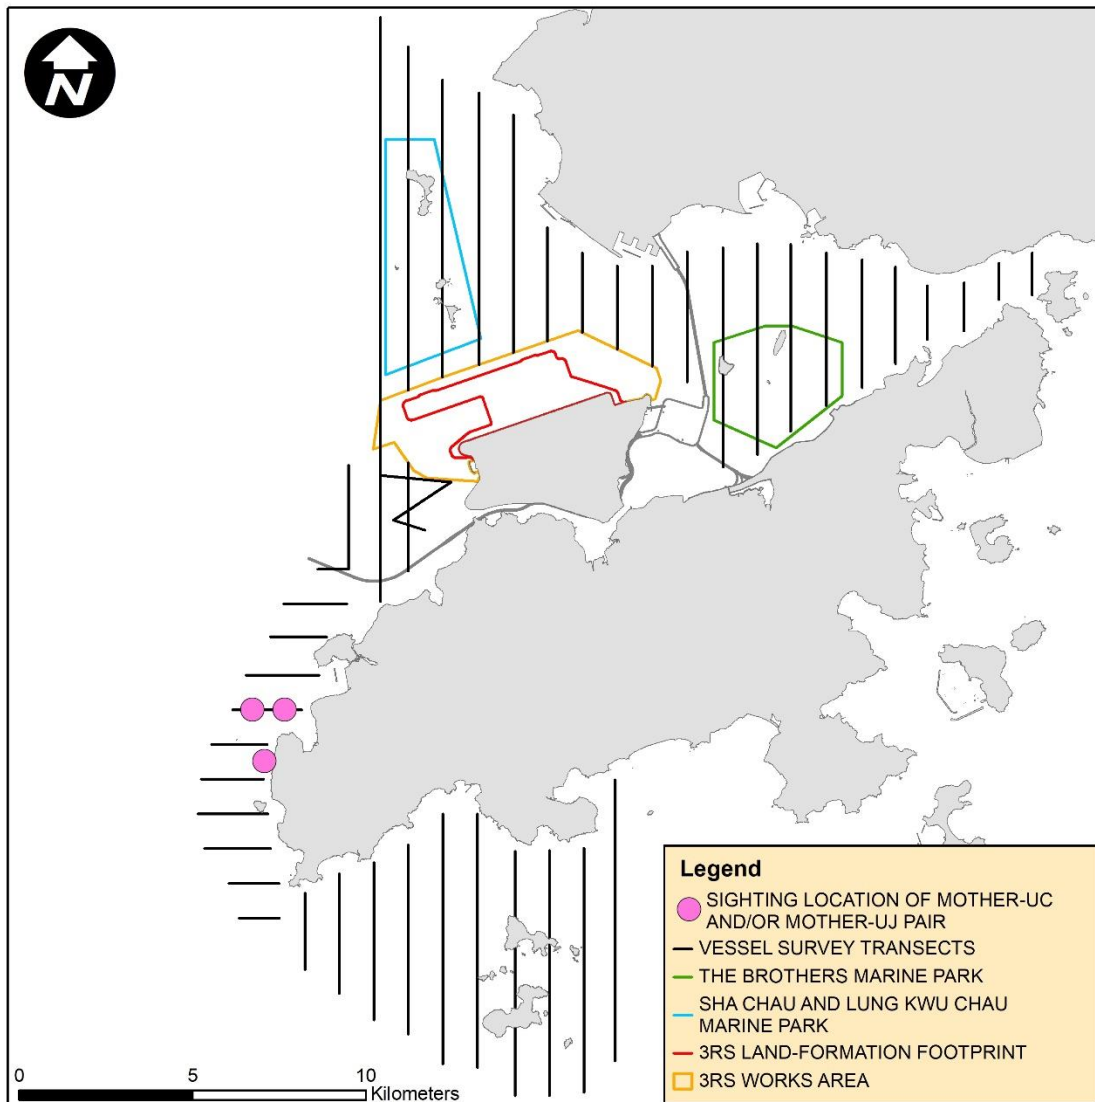 N
Legend
SIGHTING LOCATION OF MOTHER-UC
AND/OR MOTHER-UJ PAIR
VESSEL SURVEY TRANSECTS
THE BROTHERS MARINE PARK
SHA CHAU AND LUNG KWU CHAU
MARINE PARK
3RS LAND-FORMATION FOOTPRINT
3RS WORKS AREA
0 5 10
Kilometers